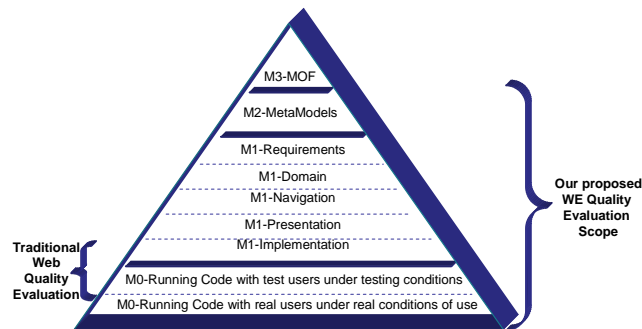 M3-MOF
M2-MetaModels
M1-Requirements
M1-Domain
M1-Navigation
M1-Presentation
M1-Implementation
M0-Running Code with test users under testing conditions
M0-Running Code with real users under real conditions of use
Traditional
Web
Quality
Evaluation
Our proposed
WE Quality
Evaluation
Scope